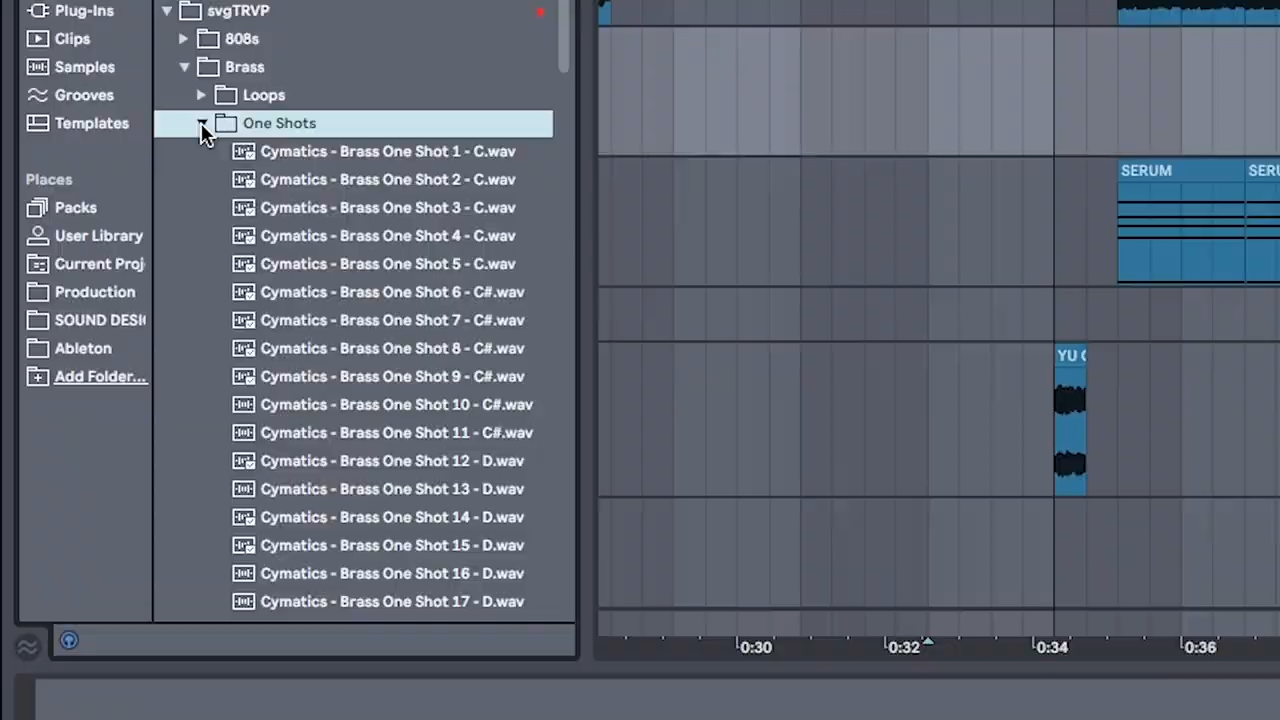 Plug-Ins
Clips
Samples
Grooves
Templates
Places
Packs
User Library
Current Proj
Production
SOUND DESI
Ableton
Add Folder...
svgTRVP
808s
Brass
Loops
One Shots
Cymatics - Brass One Shot 1 - C.wav
Cymatics - Brass One Shot 2 - C.wav
Cymatics - Brass One Shot 3 - C.wav
Cymatics - Brass One Shot 4 - C.wav
Cymatics - Brass One Shot 5 - C.wav
Cymatics - Brass One Shot 6 - C#.wav
Cymatics - Brass One Shot 7 - C#.wav
Cymatics - Brass One Shot 8 - C#.wav
Cymatics - Brass One Shot 9 - C#.wav
Cymatics - Brass One Shot 10 - C#.wav
Cymatics - Brass One Shot 11 - C#.wav
Cymatics - Brass One Shot 12 - D.wav
Cymatics - Brass One Shot 13 - D.wav
Cymatics - Brass One Shot 14 - D.wav
Cymatics - Brass One Shot 15 - D.wav
Cymatics - Brass One Shot 16 - D.wav
Cymatics - Brass One Shot 17 - D.wav
SERUM SERU
YU
0:30 0:32 0:34 0:36